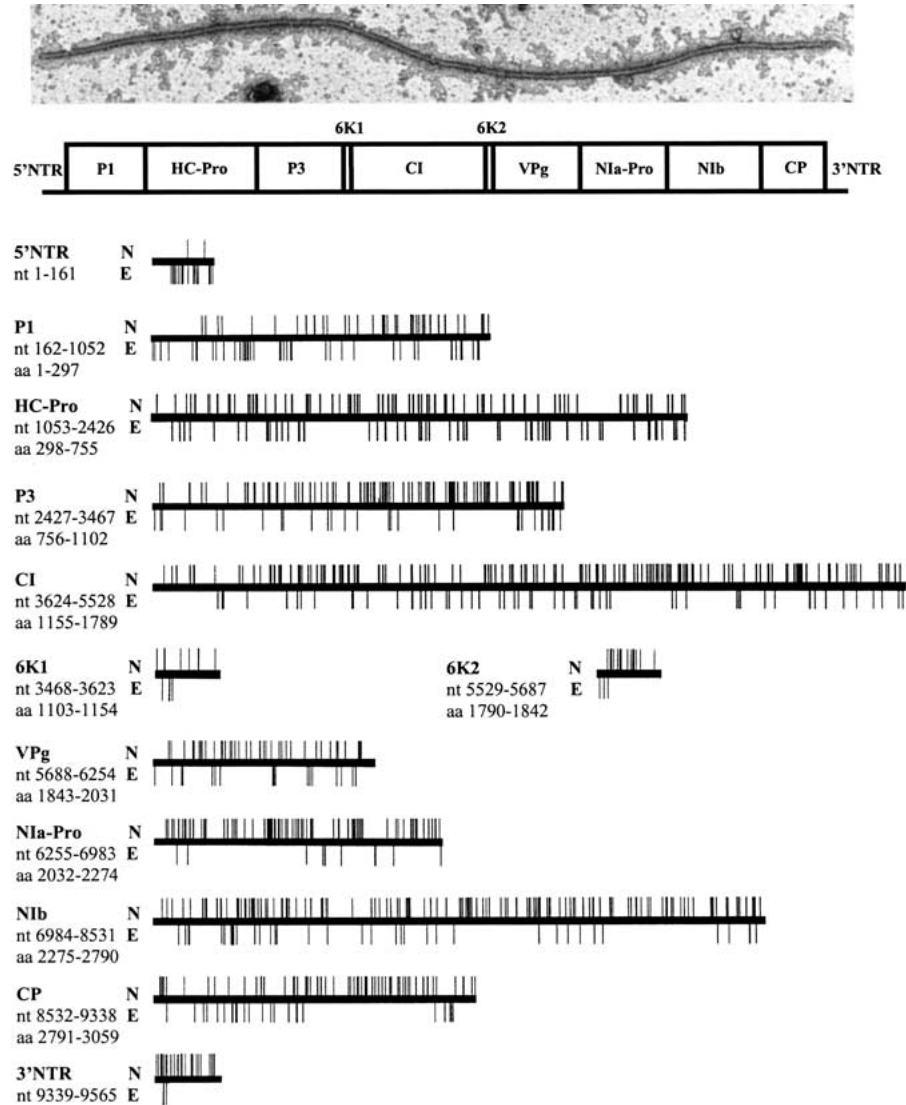 6K1 6K2
5'NTR P1 HC-Pro P3 CI VPg NIa-Pro NIb CP 3'NTR
5'NTR N
nt 1-161 E
P1 N
nt 162-1052 E
aa 1-297
HC-Pro N
nt 1053-2426 E
aa 298-755
P3 N
nt 2427-3467 E
aa 756-1102
CI N
nt 3624-5528 E
aa 1155-1789
6K1 N
nt 3468-3623 E
aa 1103-1154
6K2 N
nt 5529-5687 E
aa 1790-1842
VPg N
nt 5688-6254 E
aa 1843-2031
NIa-Pro N
nt 6255-6983 E
aa 2032-2274
NIb N
nt 6984-8531 E
aa 2275-2790
CP N
nt 8532-9338 E
aa 2791-3059
3'NTR N
nt 9339-9565 E